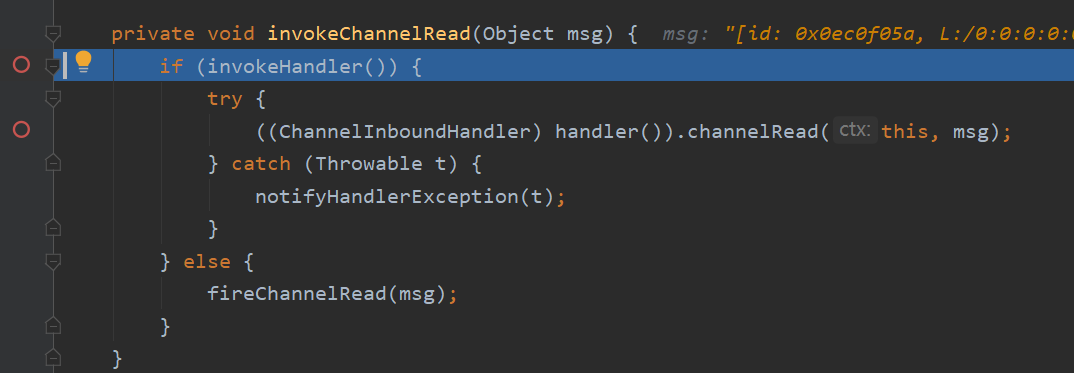 private void invokeChannelRead(Object msg) {  msg: "[id: 0x0ec0f05a, L:/0:0:0:0:
if (invokeHandler()) {
try {
((ChannelInboundHandler) handler()).channelRead( ctx: this, msg);
} catch (Throwable t) {
notifyHandlerException(t);
}
} else {
fireChannelRead(msg);
}
}